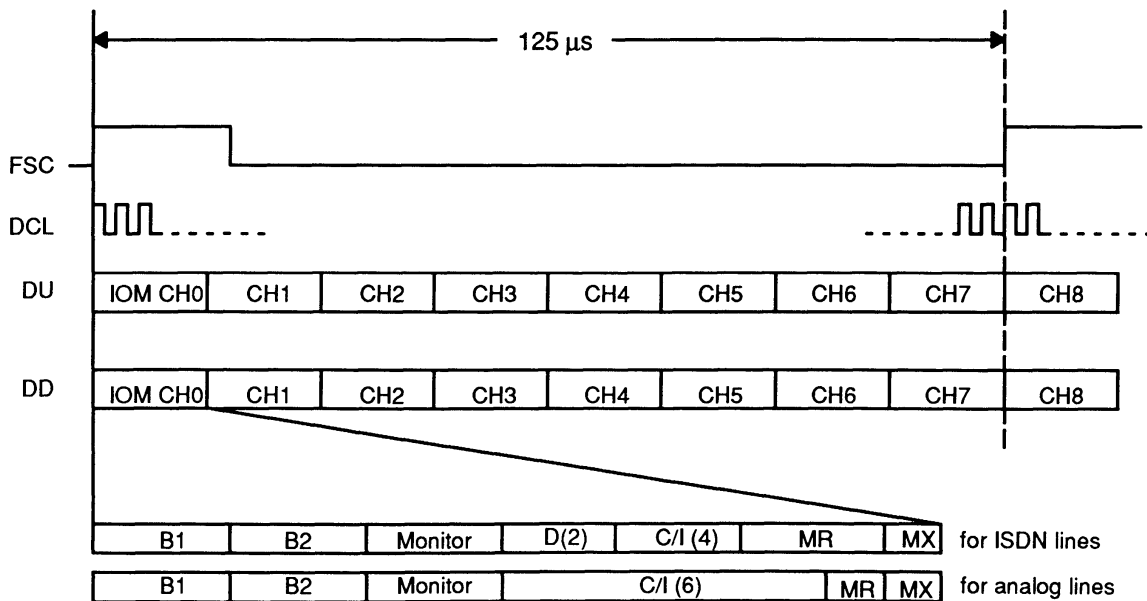 125 µs
FSC
DCL
DU IOM CH0 CH1 CH2 CH3 CH4 CH5 CH6 CH7 CH8
DD IOM CH0 CH1 CH2 CH3 CH4 CH5 CH6 CH7 CH8
B1 B2 Monitor D(2) C/I (4) MR MX for ISDN lines
B1 B2 Monitor C/I (6) MR MX for analog lines